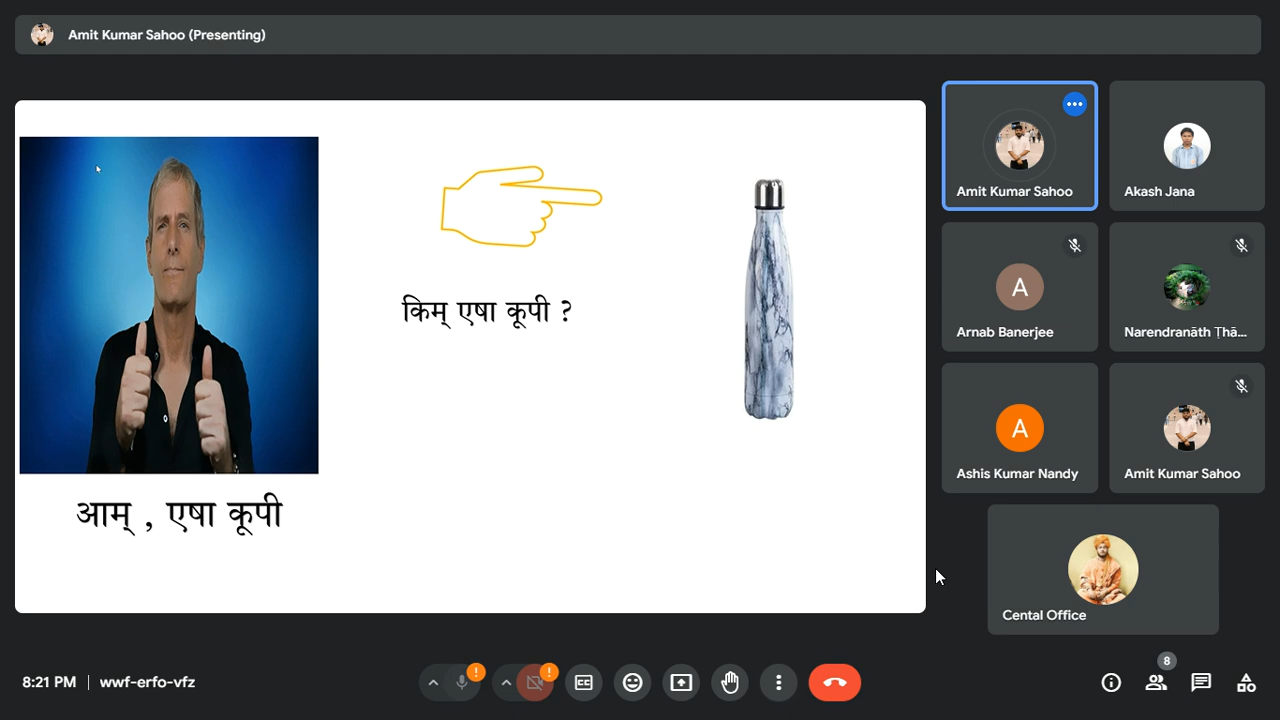 Amit Kumar Sahoo (Presenting)
किम् एषा कूपी ?
आम् , एषा कूपी
Amit Kumar Sahoo
Akash Jana
Arnab Banerjee
Narendranāth Ṭhā...
A
A
Ashis Kumar Nandy
Amit Kumar Sahoo
Cental Office
8:21 PM | wwf-erfo-vfz
CC
8